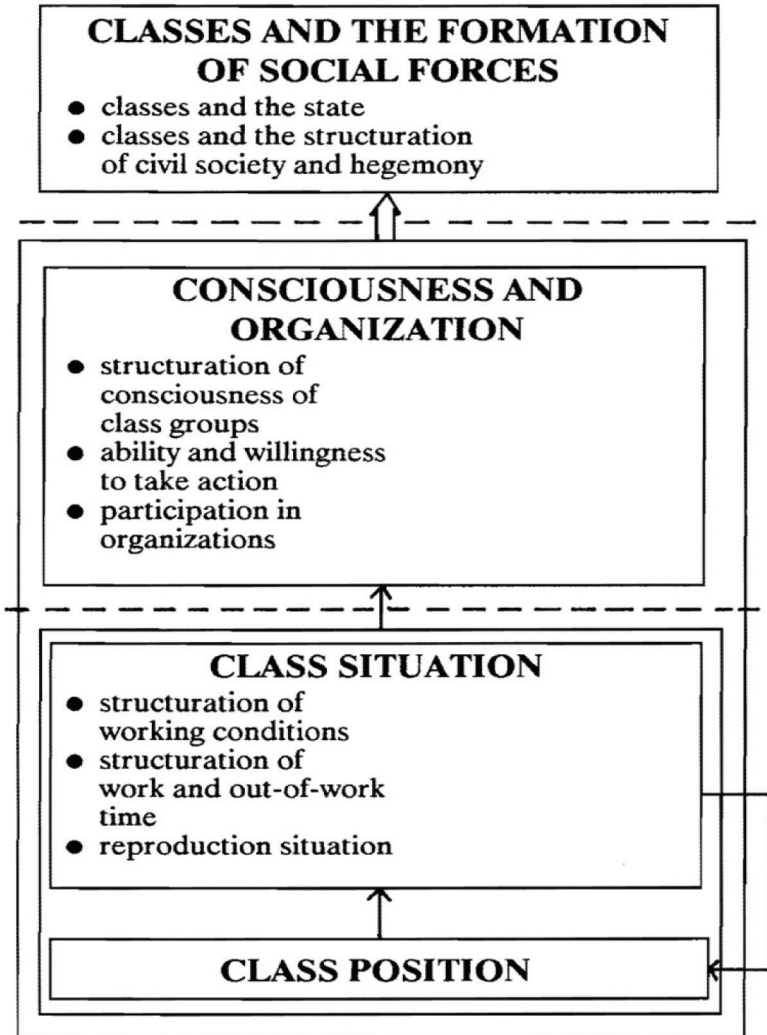 CLASSES AND THE FORMATION
OF SOCIAL FORCES
● classes and the state
● classes and the structuration
of civil society and hegemony
CONSCIOUSNESS AND
ORGANIZATION
● structuration of
consciousness of
class groups
● ability and willingness
to take action
● participation in
organizations
CLASS SITUATION
● structuration of
working conditions
● structuration of
work and out-of-work
time
● reproduction situation
CLASS POSITION